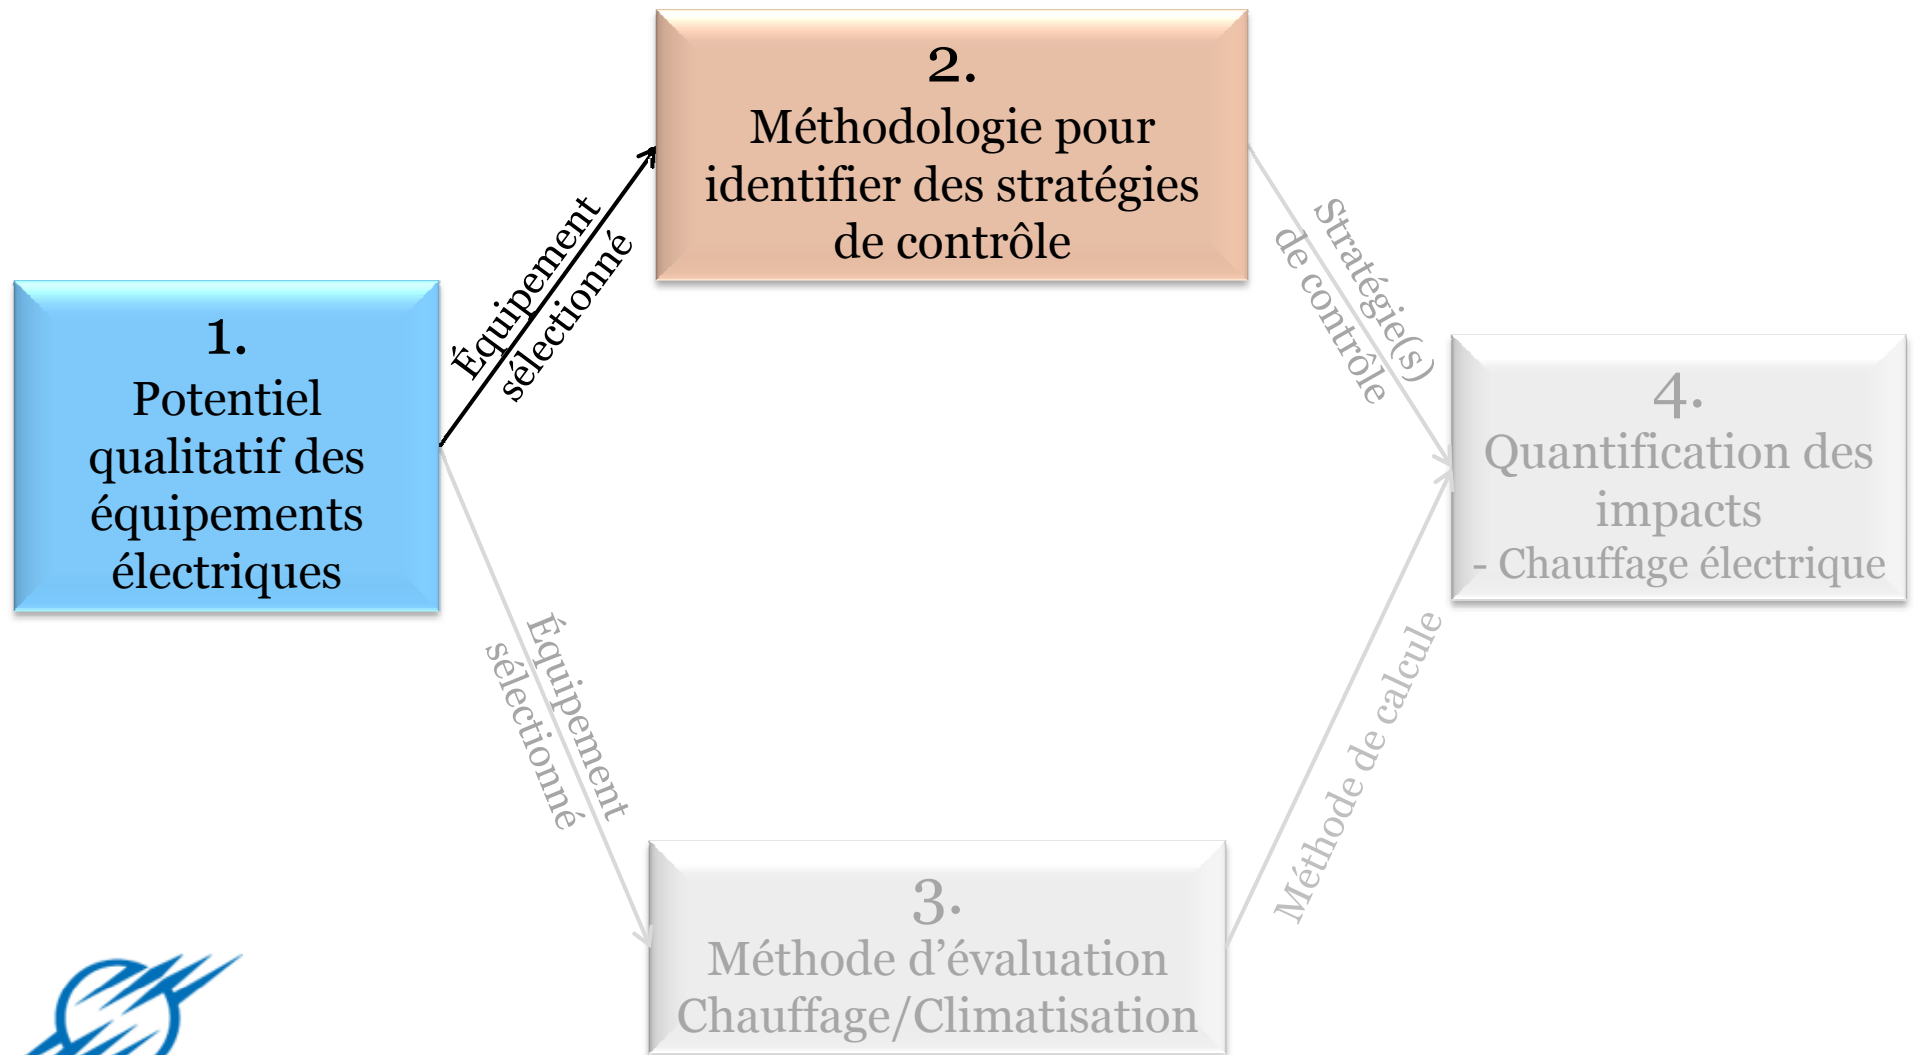 1.
Potentiel
qualitatif des
équipements
électriques
Équipement
sélectionné
2.
Méthodologie pour
identifier des stratégies
de contrôle
Stratégie(s)
de contrôle
Équipement
sélectionné
3.
Méthode d’évaluation
Chauffage/Climatisation
Méthode de calcule
4.
Quantification des
impacts
- Chauffage électrique